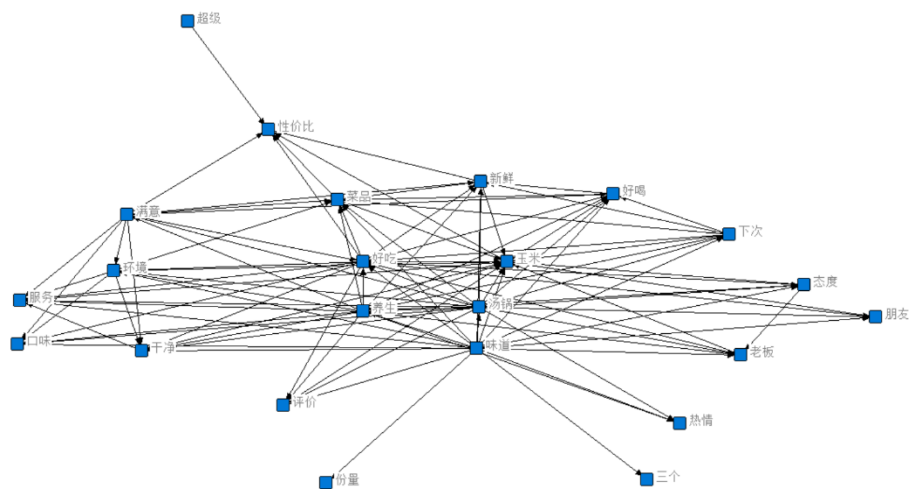 超级
性价比
新鲜
菜品
好喝
满意
下次
好吃
玉米
环境
态度
服务
养生
汤锅
朋友
口味
干净
味道
老板
评价
热情
份量
三个